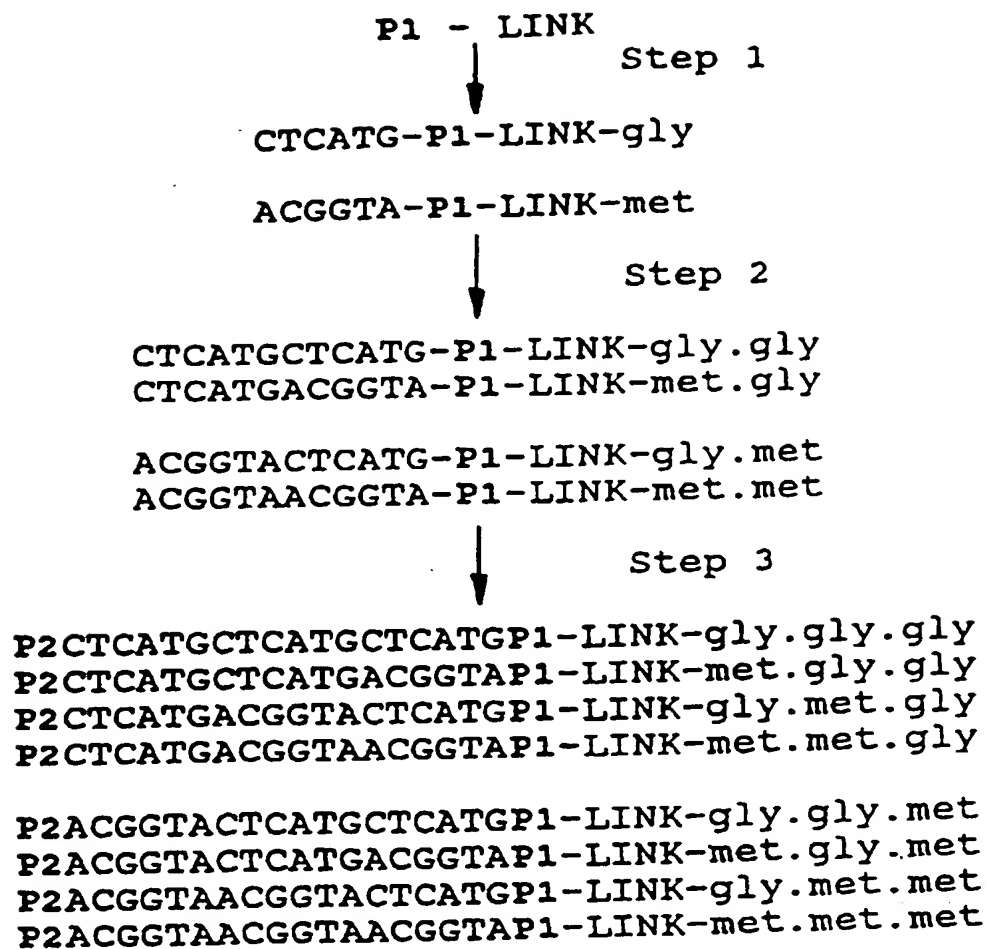 P1 - LINK
Step 1
CTCATG-P1-LINK-gly
ACGGTA-P1-LINK-met
Step 2
CTCATGCTCATG-P1-LINK-gly.gly
CTCATGACGGTA-P1-LINK-met.gly
ACGGTACTCATG-P1-LINK-gly.met
ACGGTAACGGTA-P1-LINK-met.met
Step 3
P2CTCATGCTCATGCTCATGP1-LINK-gly.gly.gly
P2CTCATGCTCATGACGGTAP1-LINK-met.gly.gly
P2CTCATGACGGTACTCATGP1-LINK-gly.met.gly
P2CTCATGACGGTAACGGTAP1-LINK-met.met.gly
P2ACGGTACTCATGCTCATGP1-LINK-gly.gly.met
P2ACGGTACTCATGACGGTAP1-LINK-met.gly.met
P2ACGGTAACGGTACTCATGP1-LINK-gly.met.met
P2ACGGTAACGGTAACGGTAP1-LINK-met.met.met